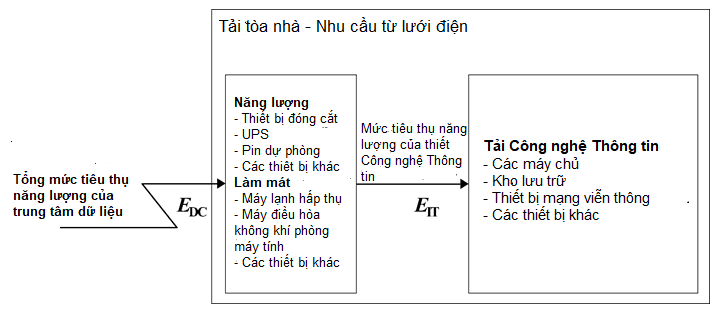 Tải tòa nhà - Nhu cầu từ lưới điện
Năng lượng
- Thiết bị đóng cắt
- UPS
- Pin dự phòng
- Các thiêt bị khác
Làm mát
- Máy lạnh hấp thụ
- Máy điều hòa
không khí phòng
máy tính
- Các thiết bị khác
Mức tiêu thụ năng
lượng của thiết
Công nghệ Thông
tin
Tải Công nghệ Thông tin
- Các máy chủ
- Kho lưu trữ
- Thiết bị mạng viễn thông
- Các thiết bị khác
Tổng mức tiêu thụ
năng lượng của
trung tâm dữ liệu
EDC
EIT